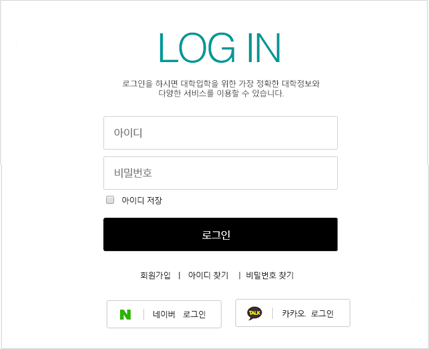 LOG IN
로그인을 하시면 대학입학을 위한 가장 정확한 대학정보와
다양한 서비스를 이용할 수 있습니다.
아이디
비밀번호
아이디 저장
로그인
회원가입 | 아이디 찾기 | 비밀번호 찾기
N | 네이버 로그인
TALK 카카오 로그인